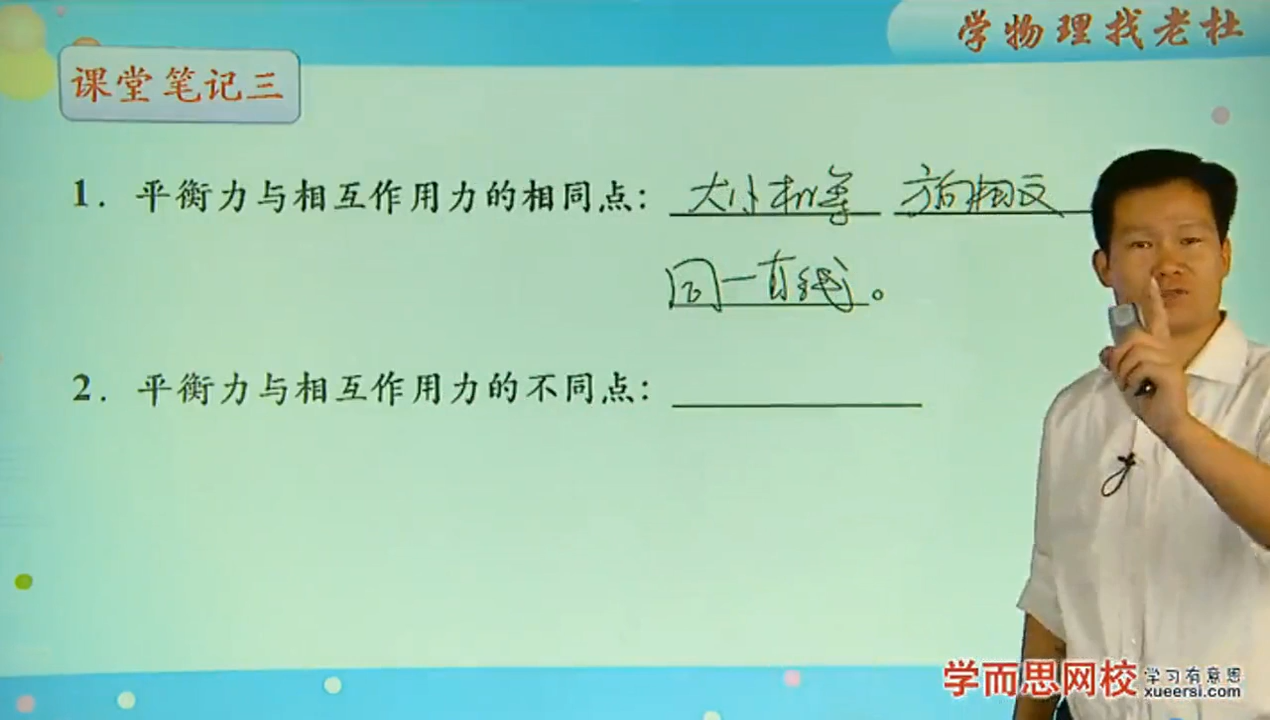 学物理找老杜
课堂笔记三
1. 平衡力与相互作用力的相同点: 大小相等 方向相反
同一直线。
2. 平衡力与相互作用力的不同点:
学而思网校 学习有意思
xueersi.com